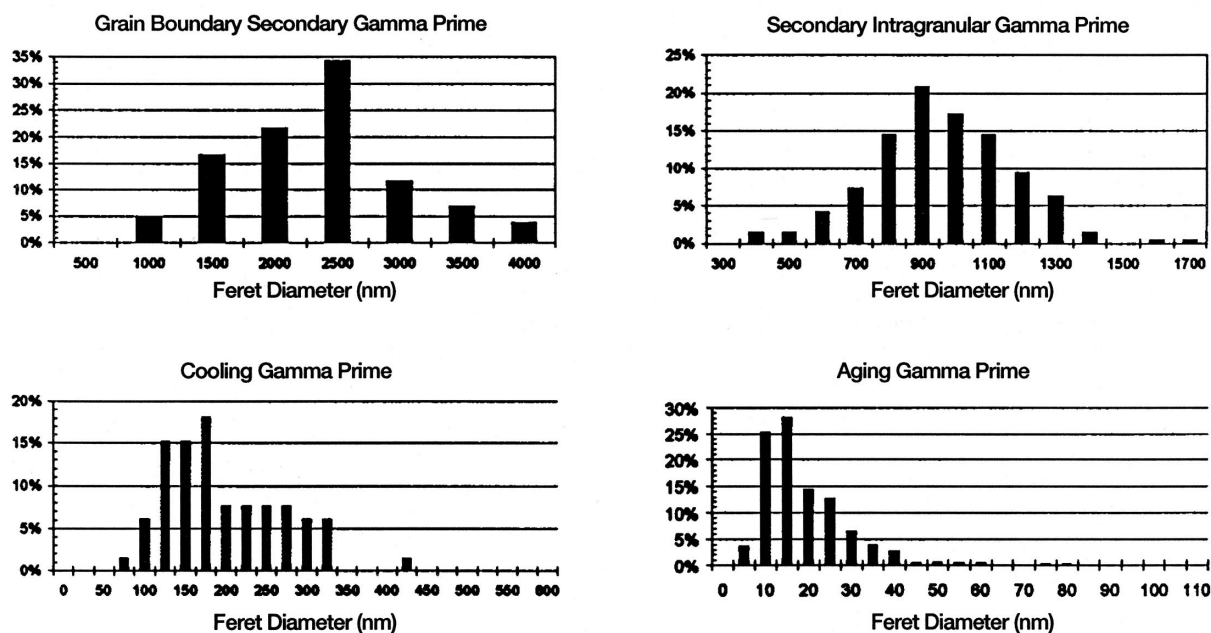 Grain Boundary Secondary Gamma Prime
35%
30%
25%
20%
15%
10%
5%
0%
500 1000 1500 2000 2500 3000 3500 4000
Feret Diameter (nm)
Secondary Intragranular Gamma Prime
25%
20%
15%
10%
5%
0%
300 500 700 900 1100 1300 1500 1700
Feret Diameter (nm)
Cooling Gamma Prime
20%
15%
10%
5%
0%
0 50 100 150 200 250 300 350 400 450 500 550 600
Feret Diameter (nm)
Aging Gamma Prime
30%
25%
20%
15%
10%
5%
0%
0 10 20 30 40 50 60 70 80 90 100 110
Feret Diameter (nm)